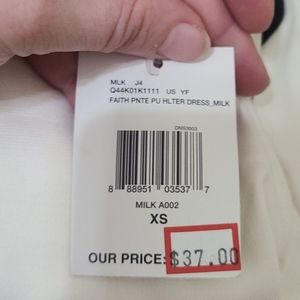 MLK J4
Q44K01K1111 US YF
FAITH PNTE PU HLTER DRESS_MILK
DNS3003
8 88951 03537 7
MILK A002
XS
OUR PRICE: $37.00